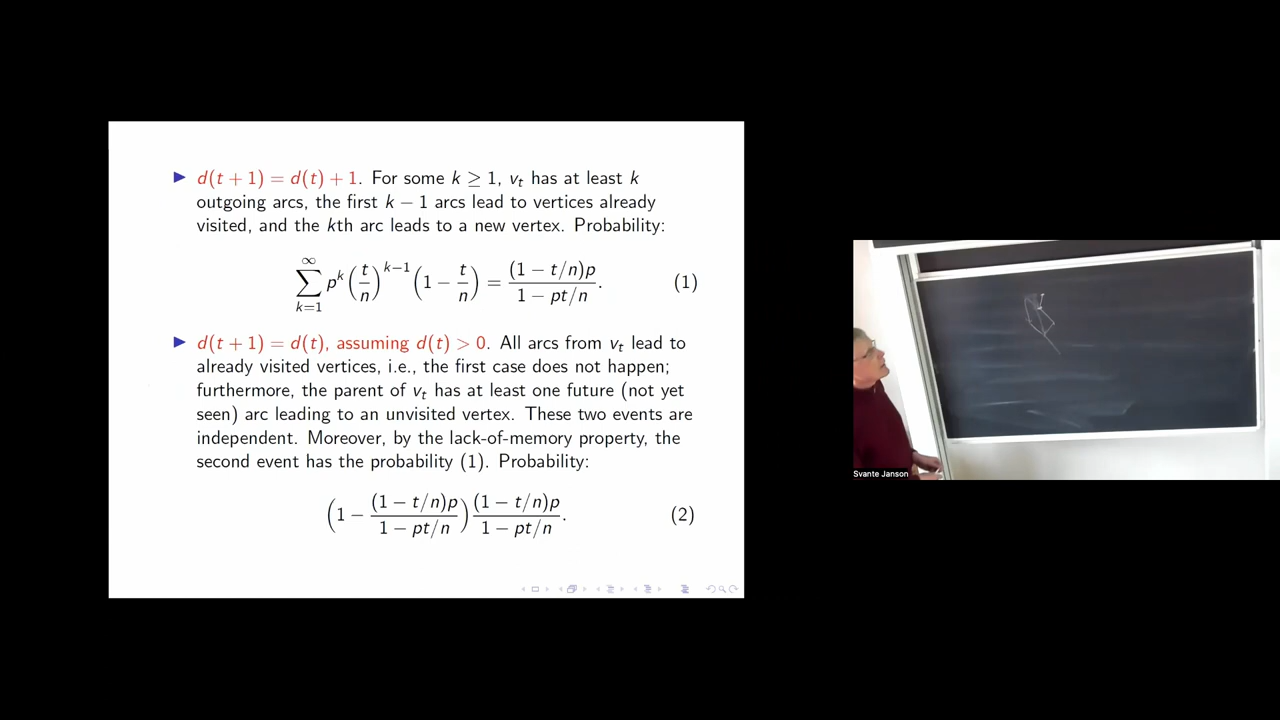 ▶ d(t + 1) = d(t) + 1. For some k ≥ 1, v_t has at least k
outgoing arcs, the first k − 1 arcs lead to vertices already
visited, and the kth arc leads to a new vertex. Probability:
∑_{k=1}^{∞} p^k (t/n)^{k−1} (1 − t/n) = (1 − t/n)p / (1 − pt/n). (1)
▶ d(t + 1) = d(t), assuming d(t) > 0. All arcs from v_t lead to
already visited vertices, i.e., the first case does not happen;
furthermore, the parent of v_t has at least one future (not yet
seen) arc leading to an unvisited vertex. These two events are
independent. Moreover, by the lack-of-memory property, the
second event has the probability (1). Probability:
(1 − (1 − t/n)p / (1 − pt/n)) (1 − t/n)p / (1 − pt/n). (2)
Svante Janson